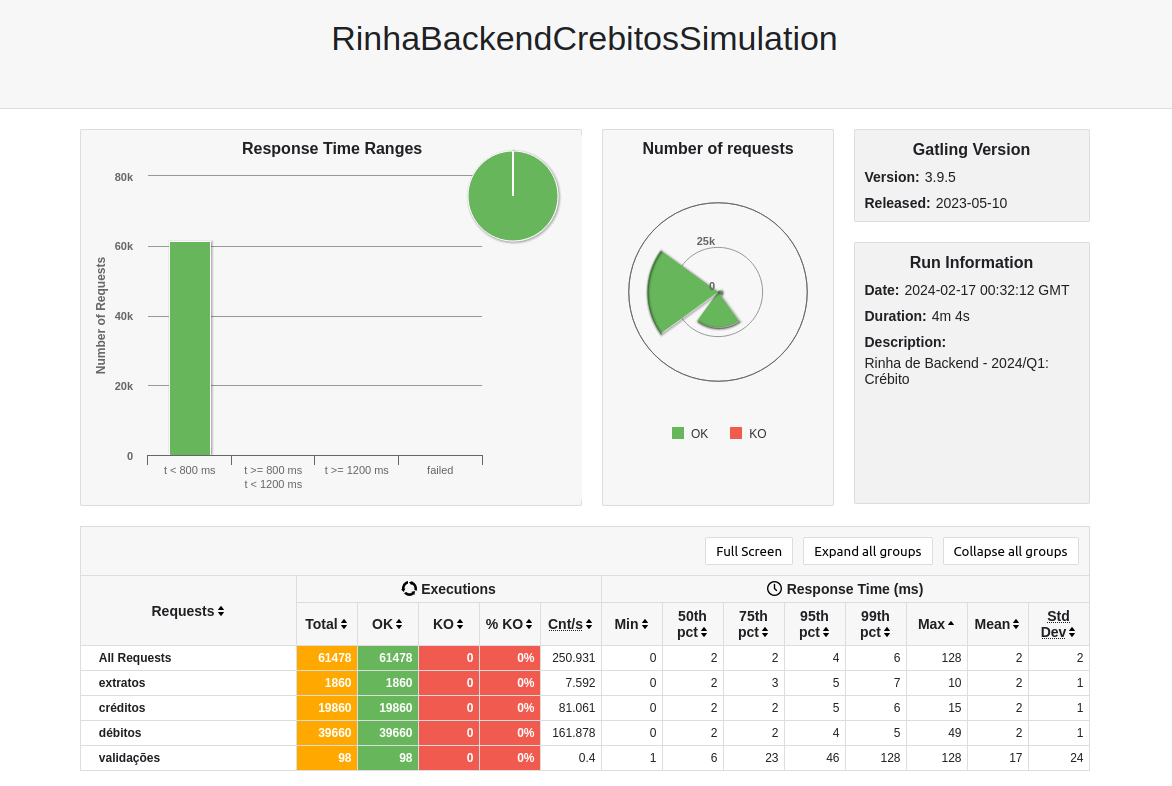 RinhaBackendCrebitosSimulation
Response Time Ranges
80k
60k
40k
20k
0
Number of Requests
t < 800 ms
t >= 800 ms
t < 1200 ms
t >= 1200 ms
failed
Number of requests
25k
0
OK
KO
Gatling Version
Version: 3.9.5
Released: 2023-05-10
Run Information
Date: 2024-02-17 00:32:12 GMT
Duration: 4m 4s
Description:
Rinha de Backend - 2024/Q1:
Crébito
Full Screen
Expand all groups
Collapse all groups
Requests
Executions
Response Time (ms)
Total OK KO % KO Cnt/s Min 50th pct 75th pct 95th pct 99th pct Max Mean Std Dev
All Requests 61478 61478 0 0% 250.931 0 2 2 4 6 128 2 2
extratos 1860 1860 0 0% 7.592 0 2 3 5 7 10 2 1
créditos 19860 19860 0 0% 81.061 0 2 2 5 6 15 2 1
débitos 39660 39660 0 0% 161.878 0 2 2 4 5 49 2 1
validações 98 98 0 0% 0.4 1 6 23 46 128 128 17 24